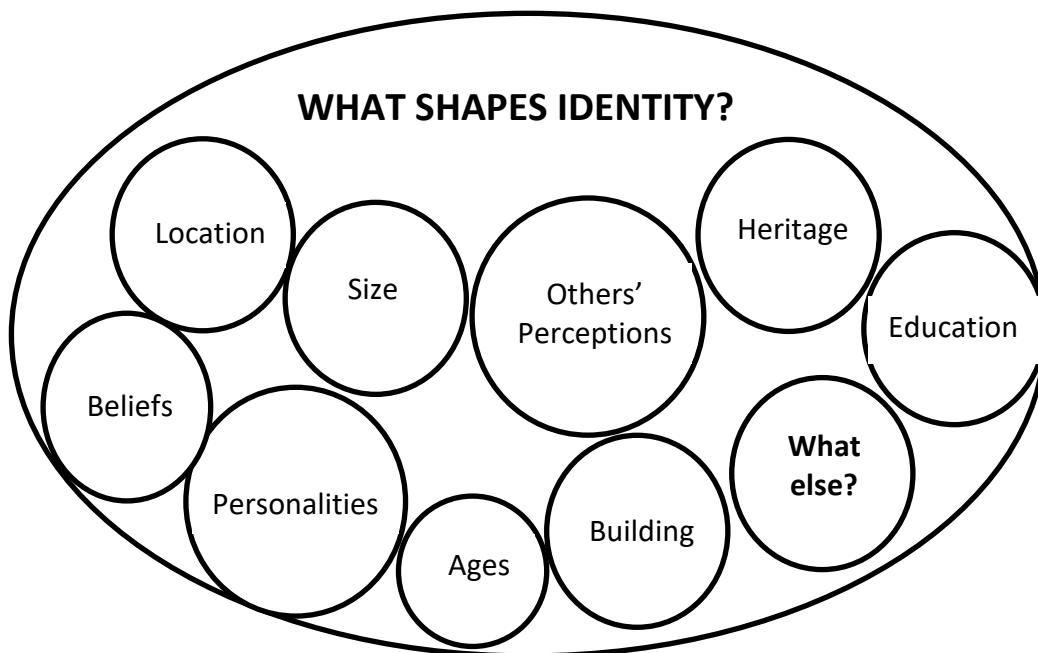 WHAT SHAPES IDENTITY?
Location
Size
Others’
Perceptions
Heritage
Education
Beliefs
Personalities
Ages
Building
What
else?